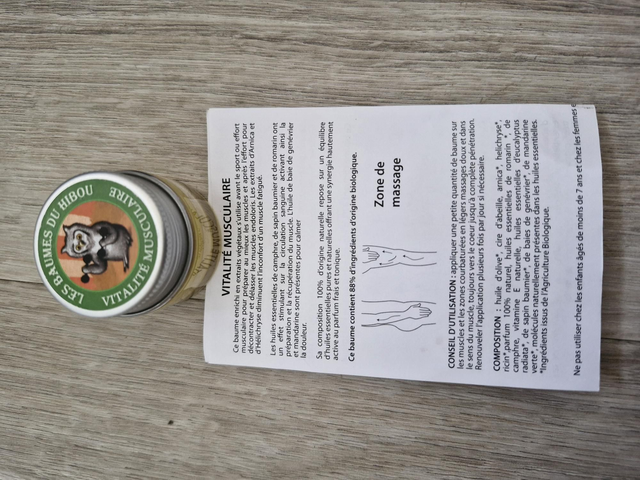 LES BAUMES DU HIBOU
VITALITÉ MUSCULAIRE
VITALITÉ MUSCULAIRE
Ce baume enrichi en extraits végétaux s'utilise avant le sport ou effort
musculaire pour préparer au mieux les muscles et après l'effort pour
décontracter et délasser les muscles endoloris. Les extraits d'Arnica et
d'Hélichryse diminuent l'inconfort d'un muscle fatigué.
Les huiles essentielles de camphre, de sapin baumier et de romarin ont
un effet stimulant sur la circulation sanguine activant ainsi la
préparation et la récupération du muscle. L'huile de baie de genévrier
et mandarine sont présentes pour calmer
la douleur.
Sa composition 100% d'origine naturelle repose sur un équilibre
d'huiles essentielles pures et naturelles offrant une synergie hautement
active au parfum frais et tonique.
Ce baume contient 88% d'ingrédients d'origine biologique.
Zone de
massage
CONSEIL D'UTILISATION : appliquer une petite quantité de baume sur
les muscles et les zones courbaturées en légers massages doux et dans
le sens du muscle, toujours vers le coeur jusqu'à complète pénétration.
Renouveler l'application plusieurs fois par jour si nécessaire.
COMPOSITION : huile d'olive*, cire d'abeille, arnica*, helichryse*,
ricin*,parfum 100% naturel, huiles essentielles de romarin *, de
camphre, vitamine E naturelle, huiles essentielles d'eucalyptus
radiata*, de sapin baumier*, de baies de genévrier*, de mandarine
verte*, molécules naturellement présentes dans les huiles essentielles.
*Ingrédients issus de l'Agriculture Biologique.
Ne pas utiliser chez les enfants âgés de moins de 7 ans et chez les femmes e